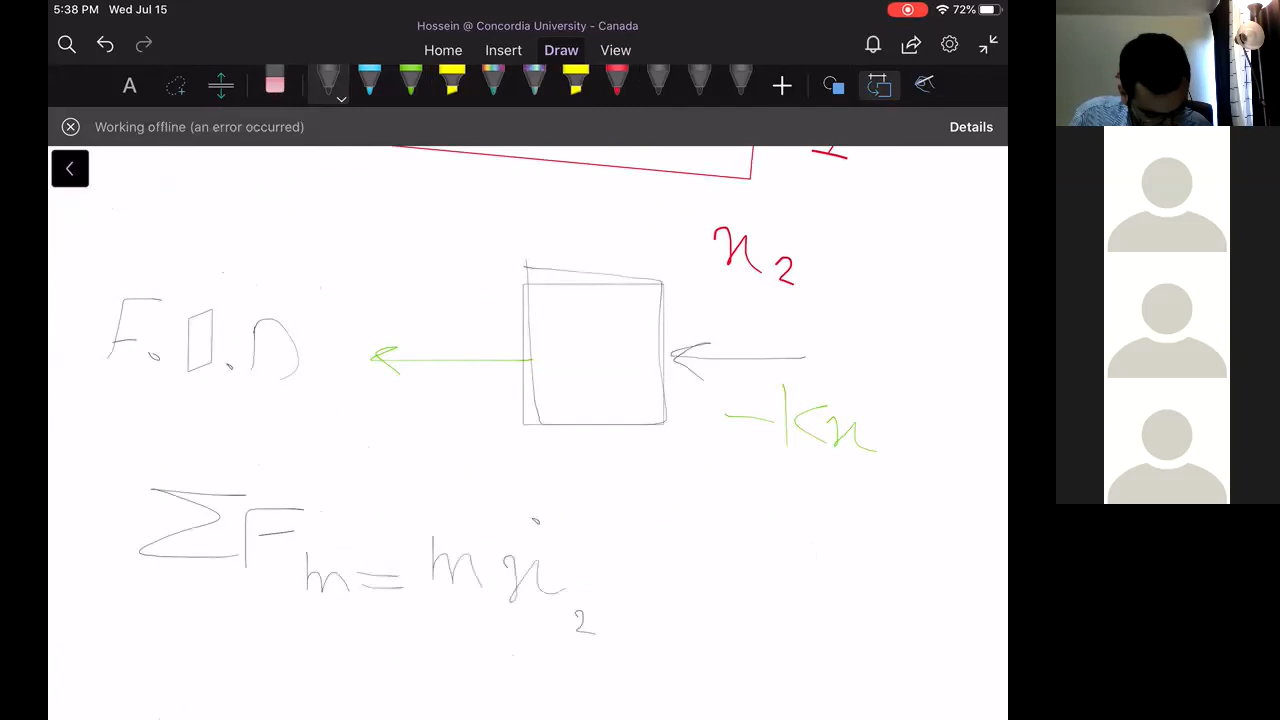 5:38 PM Wed Jul 15
72%
Hossein @ Concordia University - Canada
Home Insert Draw View
A
Working offline (an error occurred)
Details
x₂
F.B.D
-kx
ΣFₘ = mẋ₂